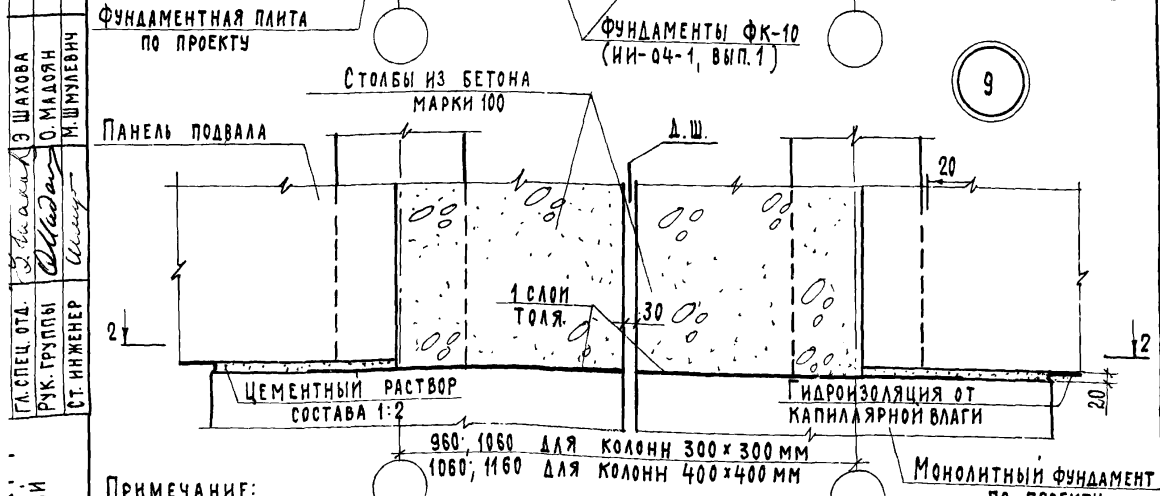 ФУНДАМЕНТНАЯ ПЛИТА
ПО ПРОЕКТУ
ФУНДАМЕНТЫ ФК-10
(ИИ-04-1, ВЫП.1)
9
СТОЛБЫ ИЗ БЕТОНА
МАРКИ 100
ПАНЕЛЬ ПОДВАЛА
Д.Ш.
20
1 СЛОЙ
ТОЛЯ.
30
2
2
ЦЕМЕНТНЫЙ РАСТВОР
СОСТАВА 1:2
ГИДРОИЗОЛЯЦИЯ ОТ
КАПИЛЛЯРНОЙ ВЛАГИ
20
960; 1060 ДЛЯ КОЛОНН 300×300 ММ
1060; 1160 ДЛЯ КОЛОНН 400×400 ММ
МОНОЛИТНЫЙ ФУНДАМЕНТ
ПО ПРОЕКТУ
ПРИМЕЧАНИЕ:
ГЛ. СПЕЦ. ОТД. Э ШАХОВА
РУК. ГРУППЫ О. МАДОЯН
СТ. ИНЖЕНЕР М. ШМУЛЕВИЧ